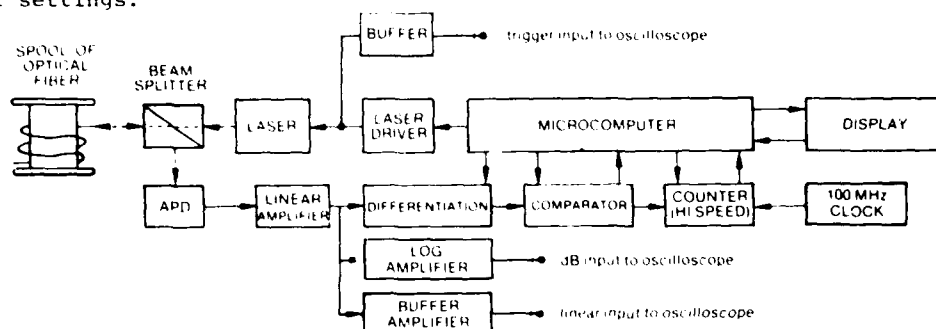 settings.
BUFFER
trigger input to oscilloscope
SPOOL OF
OPTICAL
FIBER
BEAM
SPLITTER
LASER
LASER
DRIVER
MICROCOMPUTER
DISPLAY
APD
LINEAR
AMPLIFIER
DIFFERENTIATION
COMPARATOR
COUNTER
(HI SPEED)
100 MHz
CLOCK
LOG
AMPLIFIER
dB input to oscilloscope
BUFFER
AMPLIFIER
linear input to oscilloscope